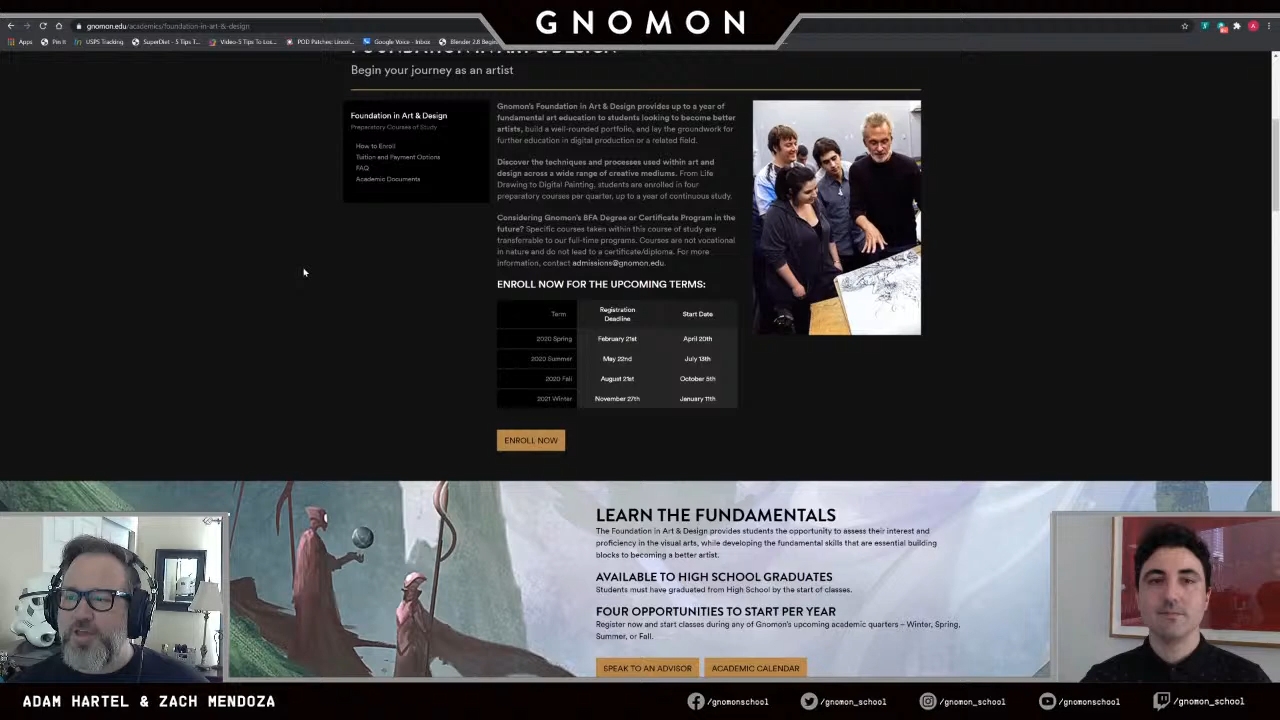 GNOMON
gnomon.edu/academics/foundation-in-art-&-design
Apps
Pin It
USPS Tracking
SuperDiet - 5 Tips T...
Video-5 Tips To Los...
POD Patches: Lincol...
Google Voice - Inbox
Begin your journey as an artist
Foundation in Art & Design
Preparatory Courses of Study
How to Enroll
Tuition and Payment Options
FAQ
Academic Documents
Gnomon's Foundation in Art & Design provides up to a year of
fundamental art education to students looking to become better
artists, build a well-rounded portfolio, and lay the groundwork for
further education in digital production or a related field.
Discover the techniques and processes used within art and
design across a wide range of creative mediums. From Life
Drawing to Digital Painting, students are enrolled in four
preparatory courses per quarter, up to a year of continuous study.
Considering Gnomon's BFA Degree or Certificate Program in the
future? Specific courses taken within this course of study are
transferrable to our full-time programs. Courses are not vocational
in nature and do not lead to a certificate/diploma. For more
information, contact admissions@gnomon.edu.
ENROLL NOW FOR THE UPCOMING TERMS:
Term Registration Deadline Start Date
2020 Spring February 21st April 20th
2020 Summer May 22nd July 13th
2020 Fall August 21st October 5th
2021 Winter November 27th January 11th
ENROLL NOW
LEARN THE FUNDAMENTALS
The Foundation in Art & Design provides students the opportunity to assess their interest and
proficiency in the visual arts, while developing the fundamental skills that are essential building
blocks to becoming a better artist.
AVAILABLE TO HIGH SCHOOL GRADUATES
Students must have graduated from High School by the start of classes.
FOUR OPPORTUNITIES TO START PER YEAR
Register now and start classes during any of Gnomon's upcoming academic quarters – Winter, Spring,
Summer, or Fall.
SPEAK TO AN ADVISOR
ACADEMIC CALENDAR
ADAM HARTEL & ZACH MENDOZA
/gnomonschool
/gnomon_school
/gnomon_school
/gnomonschool
/gnomon_school